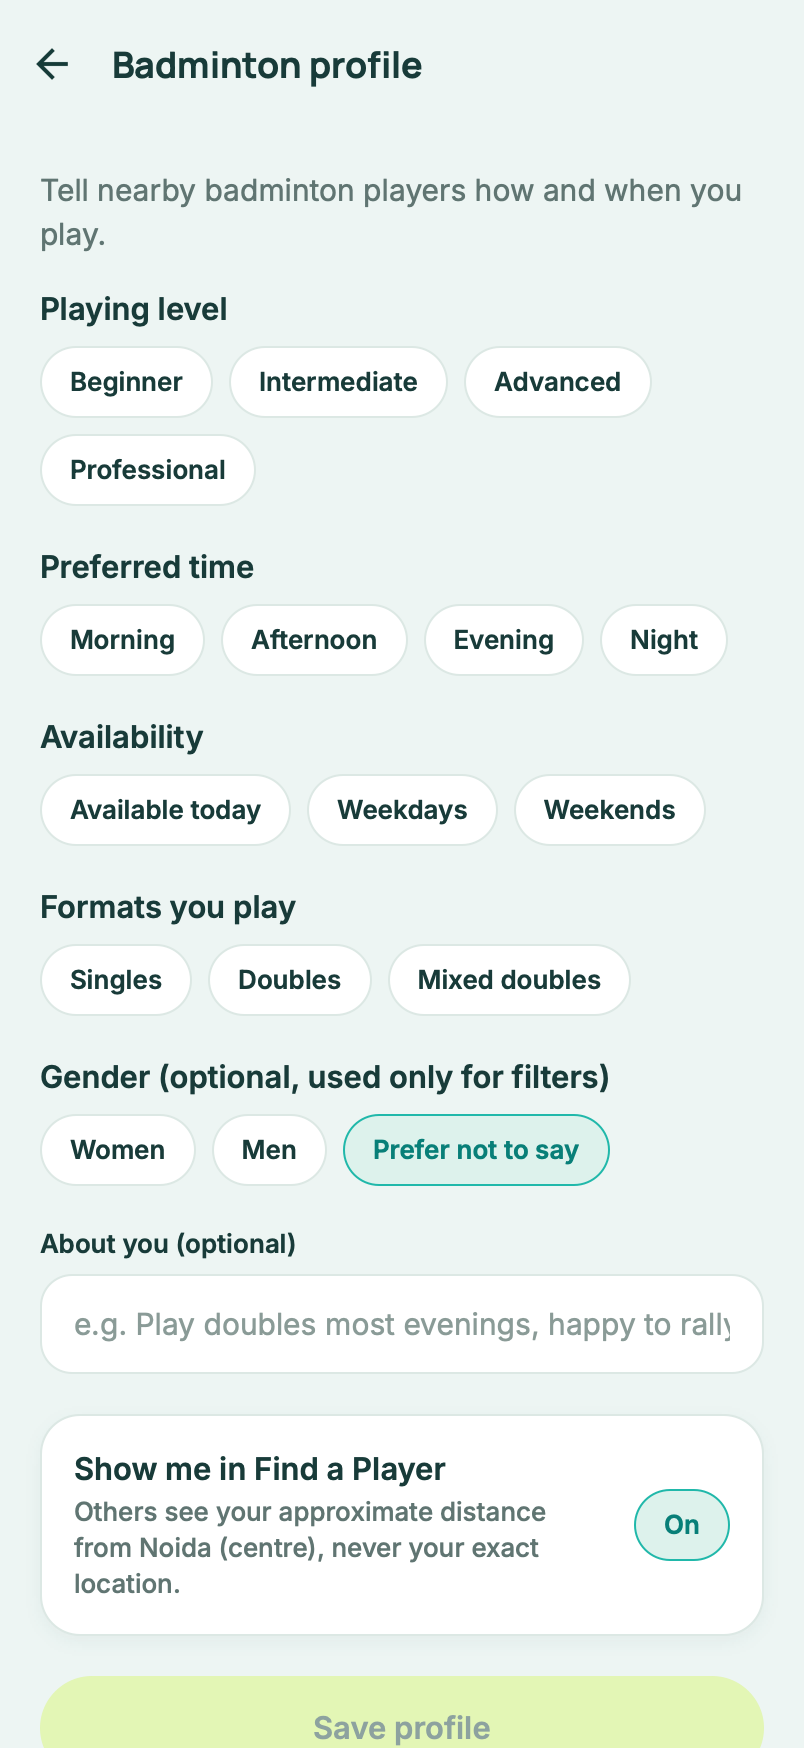 Badminton profile
Tell nearby badminton players how and when you
play.
Playing level
Beginner Intermediate Advanced
Professional
Preferred time
Morning Afternoon Evening Night
Availability
Available today Weekdays Weekends
Formats you play
Singles Doubles Mixed doubles
Gender (optional, used only for filters)
Women Men Prefer not to say
About you (optional)
e.g. Play doubles most evenings, happy to rally
Show me in Find a Player
Others see your approximate distance
from Noida (centre), never your exact
location.
On
Save profile